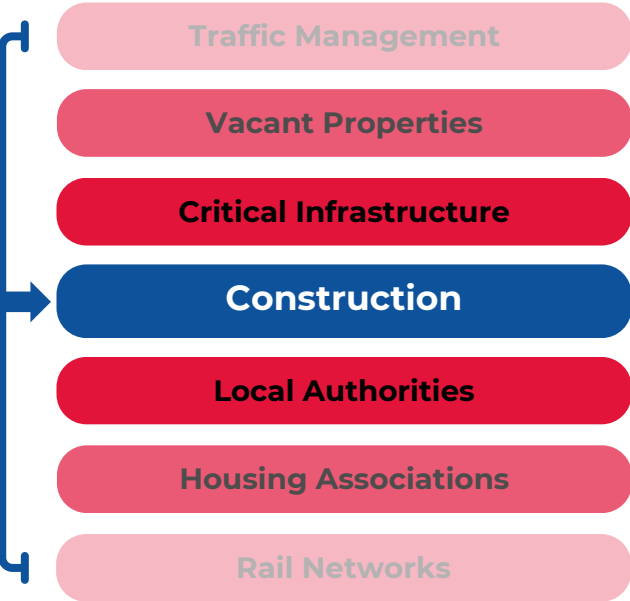 Traffic Management
Vacant Properties
Critical Infrastructure
Construction
Local Authorities
Housing Associations
Rail Networks